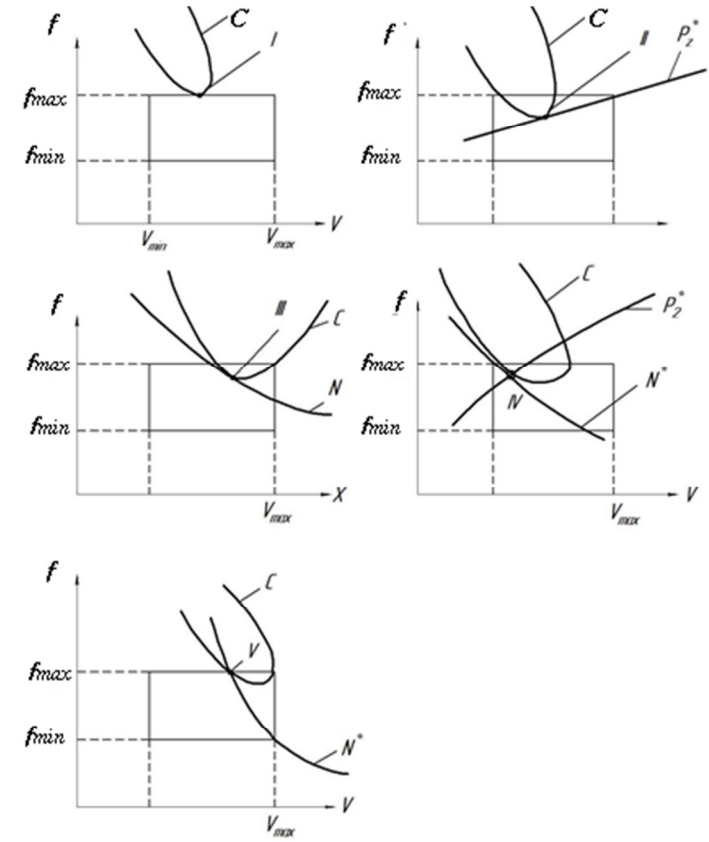 f C I
fmax
fmin
Vmin Vmax V
f C II Pz*
fmax
fmin
f III C
fmax
N
fmin
Vmax X
f C
P2*
fmax
N*
IV
fmin
Vmax V
f C
V
fmax
fmin
N*
Vmax V